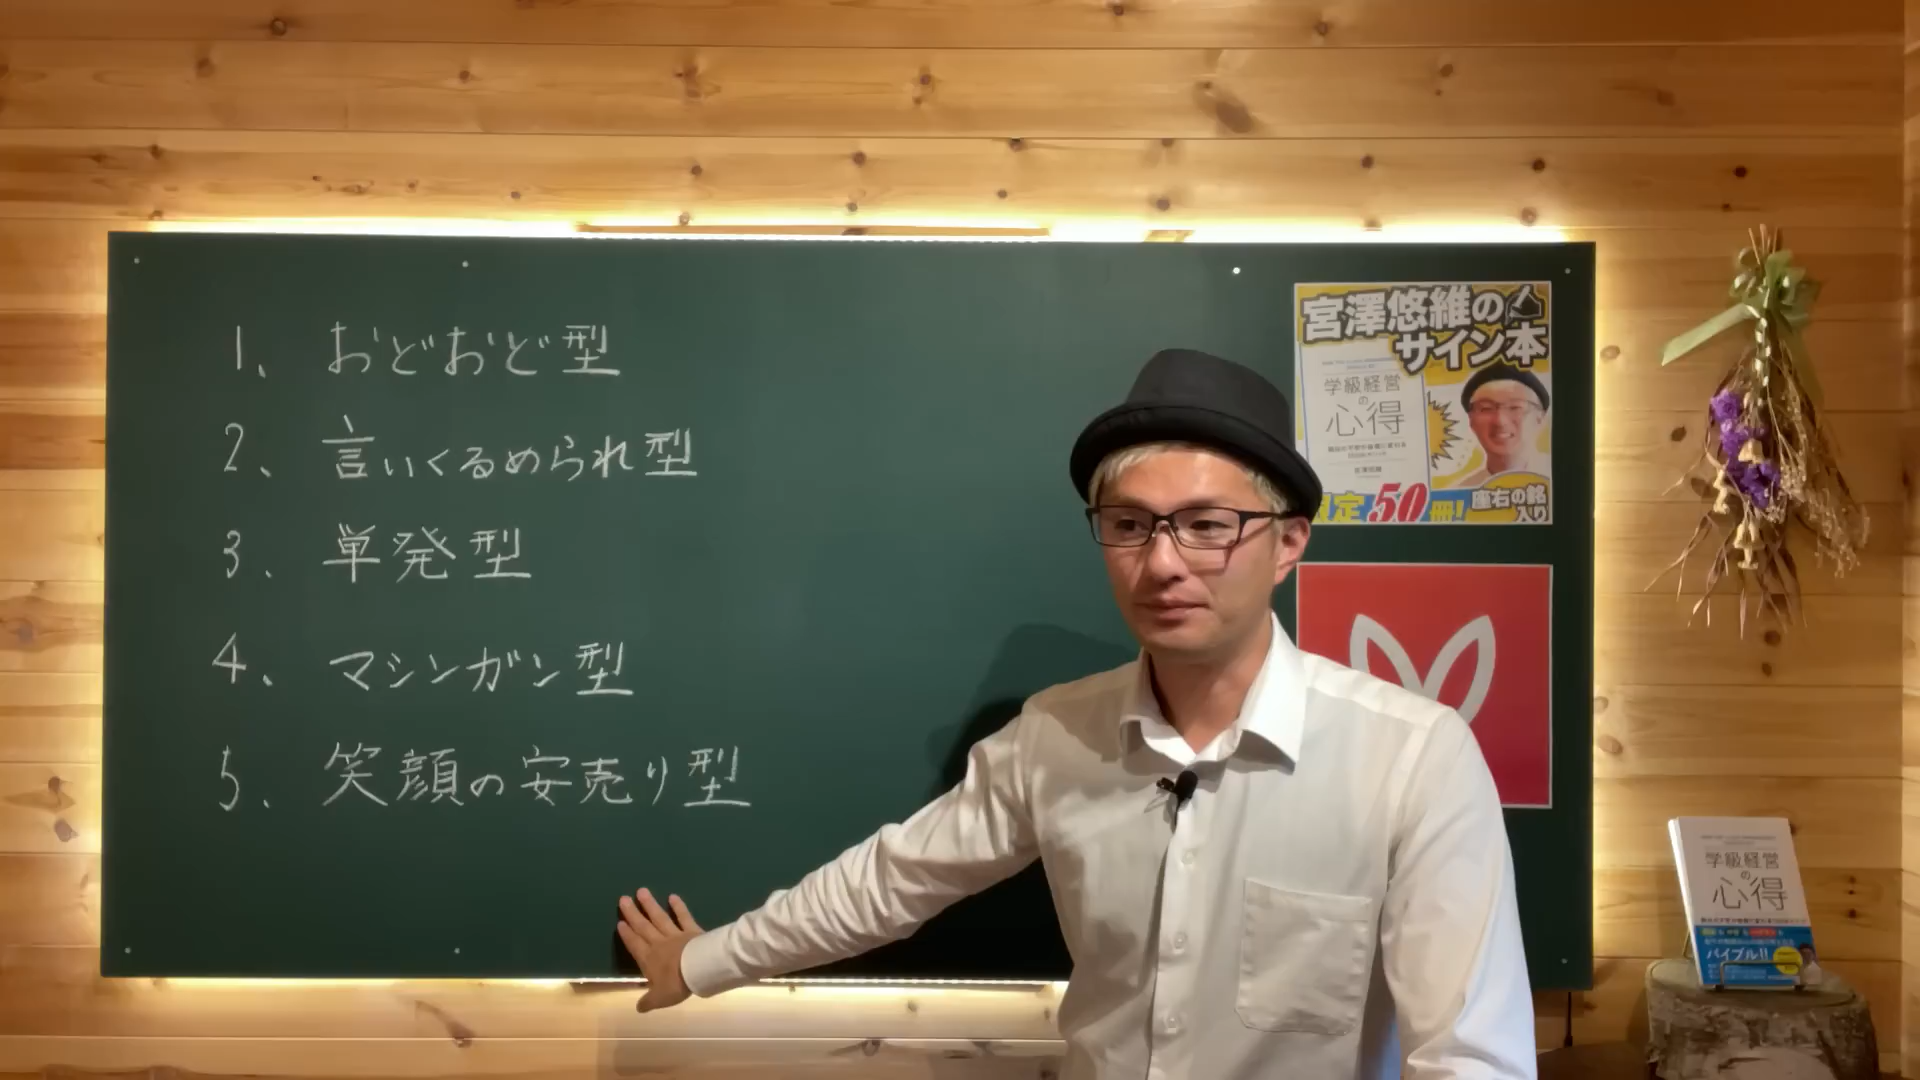 1、おどおど型
2、言いくるめられ型
3、単発型
4、マシンガン型
5、笑顔の安売り型
宮澤悠維の
サイン本
学級経営
の
心得
限定50冊!
座右の銘
入り
学級経営
の
心得
バイブル!!